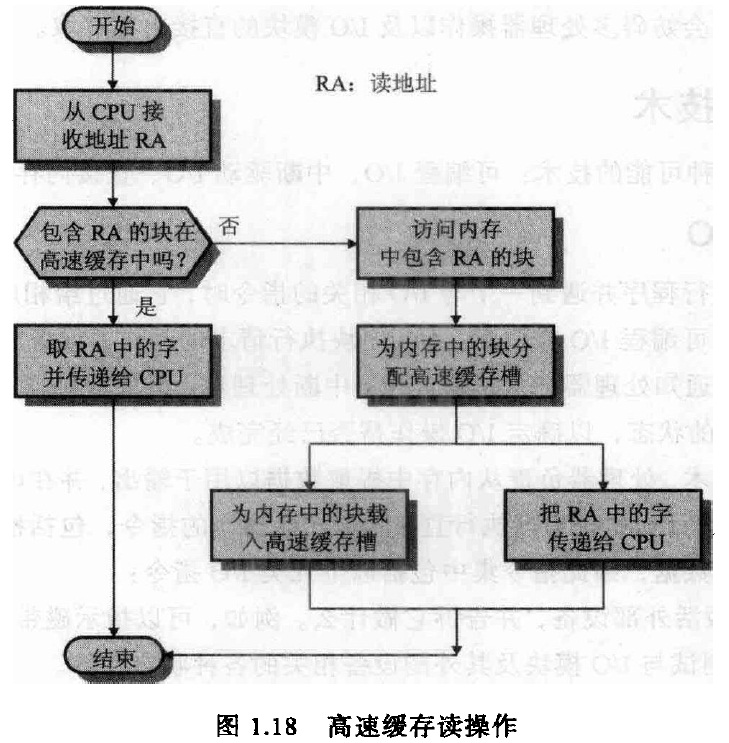 开始
RA：读地址
从 CPU 接
收地址 RA
包含 RA 的块在
高速缓存中吗？
否
访问内存
中包含 RA 的块
是
取 RA 中的字
并传递给 CPU
为内存中的块分
配高速缓存槽
为内存中的块载
入高速缓存槽
把 RA 中的字
传递给 CPU
结束
图 1.18 高速缓存读操作